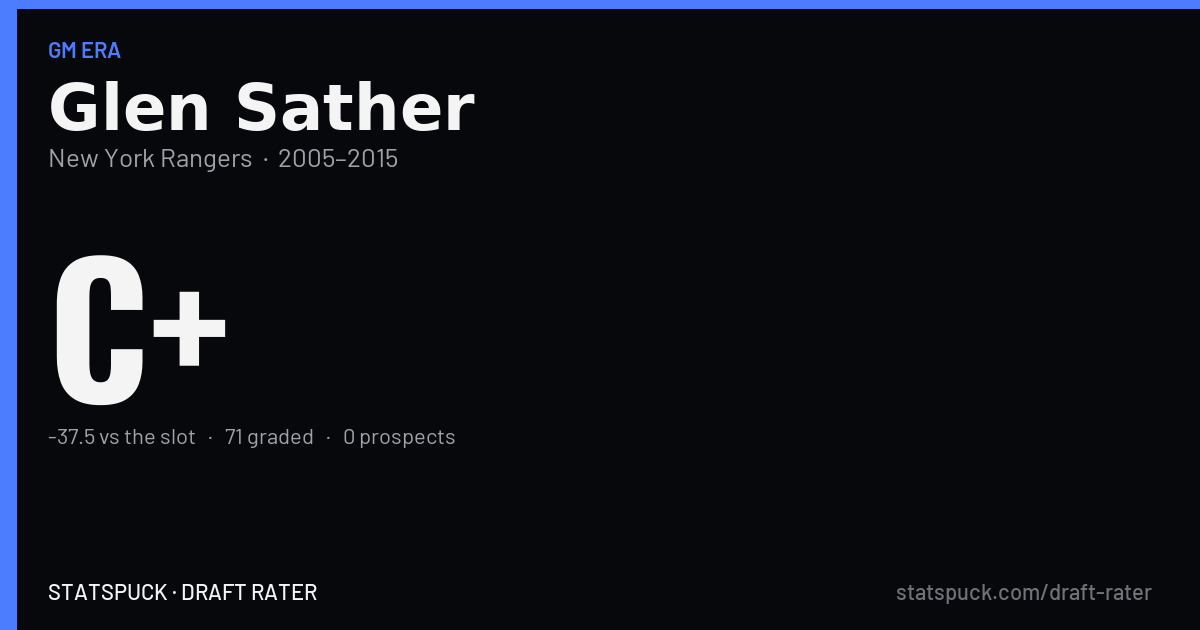 GM ERA
Glen Sather
New York Rangers · 2005–2015
C+
-37.5 vs the slot · 71 graded · 0 prospects
STATSPUCK · DRAFT RATER
statspuck.com/draft-rater